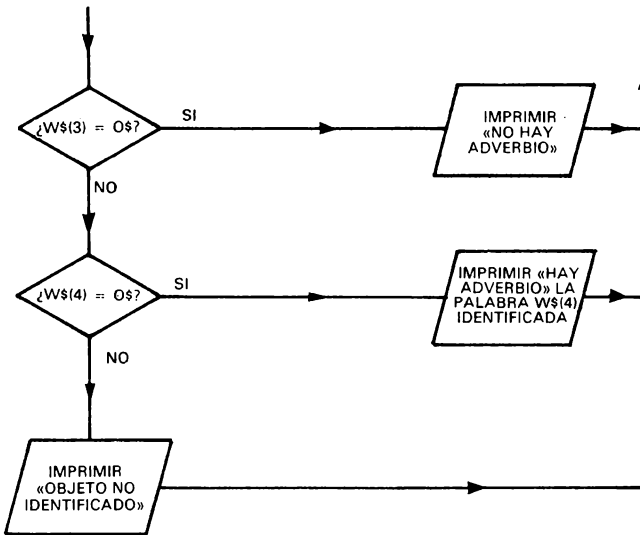 ¿W$(3) = O$?
SI
IMPRIMIR
«NO HAY
ADVERBIO»
NO
¿W$(4) = O$?
SI
IMPRIMIR «HAY
ADVERBIO» LA
PALABRA W$(4)
IDENTIFICADA
NO
IMPRIMIR
«OBJETO NO
IDENTIFICADO»